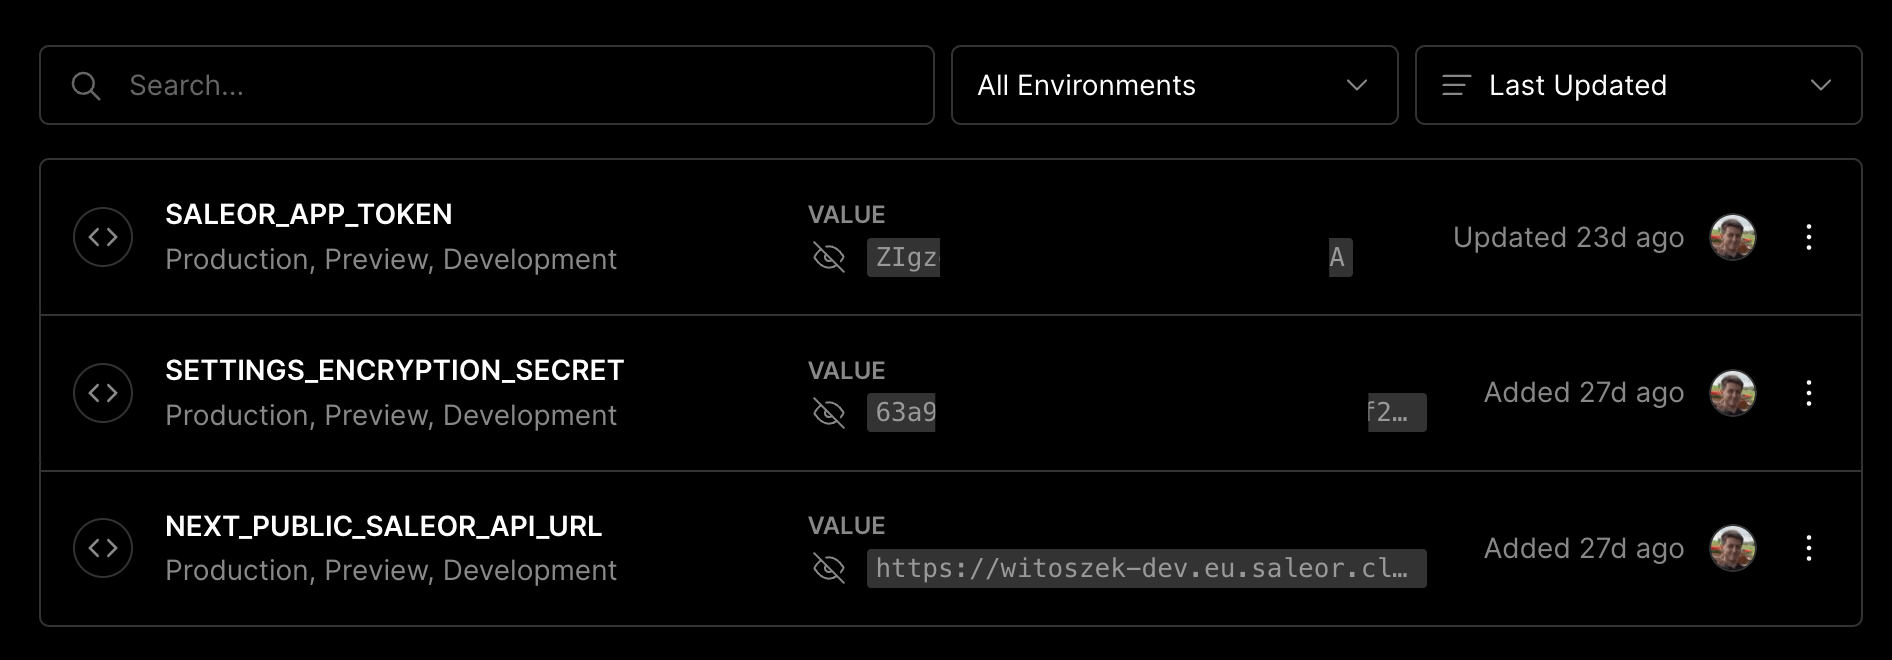 Search...
All Environments
Last Updated
SALEOR_APP_TOKEN
Production, Preview, Development
VALUE
ZIgz
A
Updated 23d ago
SETTINGS_ENCRYPTION_SECRET
Production, Preview, Development
VALUE
63a9
f2…
Added 27d ago
NEXT_PUBLIC_SALEOR_API_URL
Production, Preview, Development
VALUE
https://witoszek-dev.eu.saleor.cl…
Added 27d ago